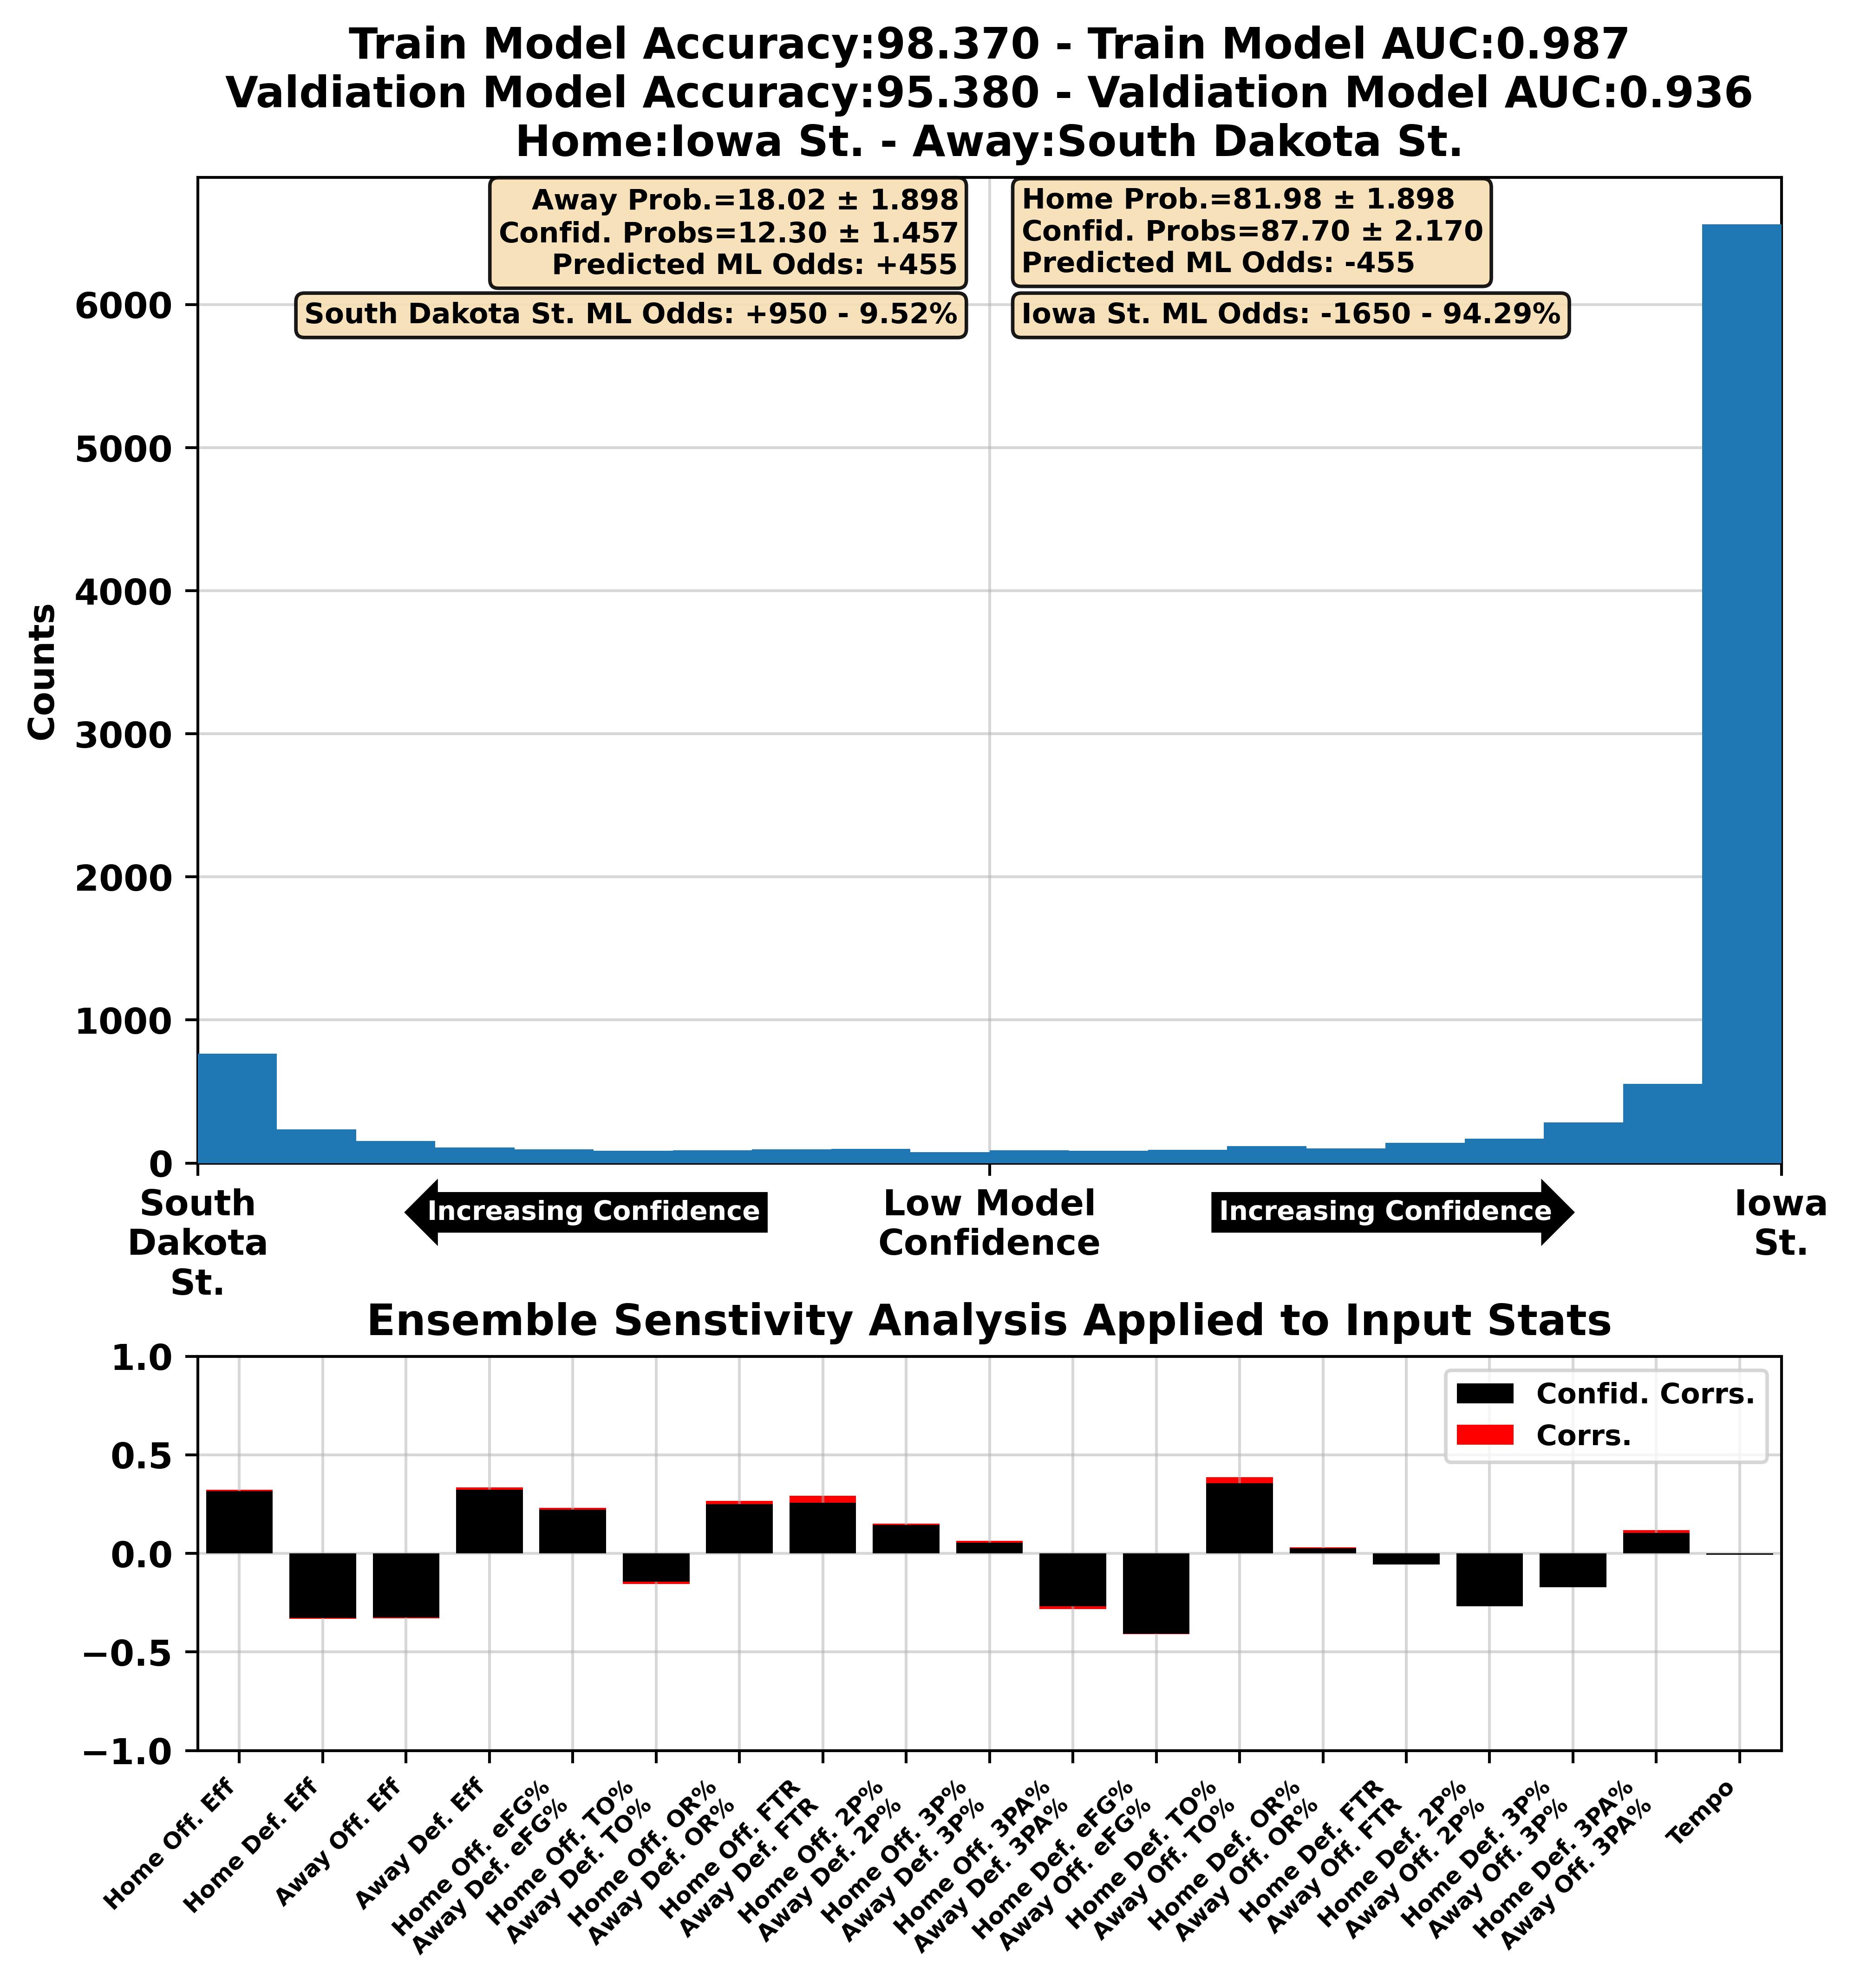 Train Model Accuracy:98.370 - Train Model AUC:0.987
Valdiation Model Accuracy:95.380 - Valdiation Model AUC:0.936
Home:Iowa St. - Away:South Dakota St.
Away Prob.=18.02 ± 1.898
Confid. Probs=12.30 ± 1.457
Predicted ML Odds: +455
Home Prob.=81.98 ± 1.898
Confid. Probs=87.70 ± 2.170
Predicted ML Odds: -455
South Dakota St. ML Odds: +950 - 9.52%
Iowa St. ML Odds: -1650 - 94.29%
Counts
6000
5000
4000
3000
2000
1000
0
South
Dakota
St.
Increasing Confidence
Low Model
Confidence
Increasing Confidence
Iowa
St.
Ensemble Senstivity Analysis Applied to Input Stats
1.0
0.5
0.0
−0.5
−1.0
Confid. Corrs.
Corrs.
Home Off. Eff
Home Def. Eff
Away Off. Eff
Away Def. Eff
Home Off. eFG%
Away Def. eFG%
Home Off. TO%
Away Def. TO%
Home Off. OR%
Away Def. OR%
Home Off. FTR
Away Def. FTR
Home Off. 2P%
Away Def. 2P%
Home Off. 3P%
Away Def. 3P%
Home Off. 3PA%
Away Def. 3PA%
Home Def. eFG%
Away Off. eFG%
Home Def. TO%
Away Off. TO%
Home Def. OR%
Away Off. OR%
Home Def. FTR
Away Off. FTR
Home Def. 2P%
Away Off. 2P%
Home Def. 3P%
Away Off. 3P%
Home Def. 3PA%
Away Off. 3PA%
Tempo